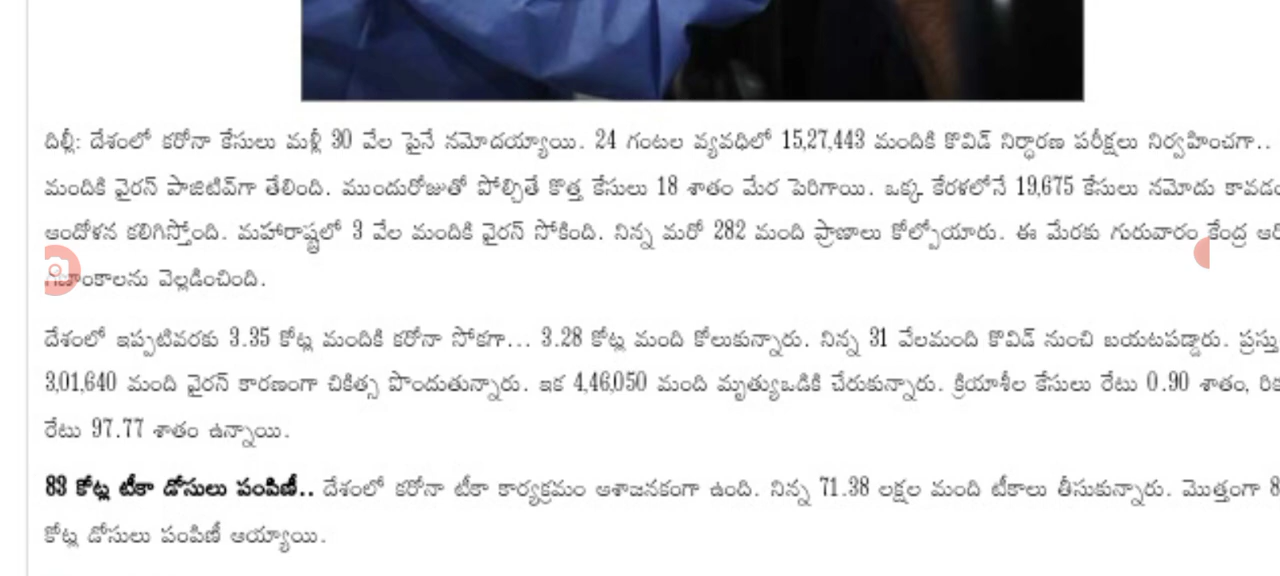 దిల్లీ: దేశంలో కరోనా కేసులు మళ్లీ 30 వేల పైనే నమోదయ్యాయి. 24 గంటల వ్యవధిలో 15,27,443 మందికి కొవిడ్ నిర్ధారణ పరీక్షలు నిర్వహించగా..
మందికి వైరస్ పాజిటివ్‌గా తేలింది. ముందురోజుతో పోల్చితే కొత్త కేసులు 18 శాతం మేర పెరిగాయి. ఒక్క కేరళలోనే 19,675 కేసులు నమోదు
ఆందోళన కలిగిస్తోంది. మహారాష్ట్రలో 3 వేల మందికి వైరస్ సోకింది. నిన్న మరో 282 మంది ప్రాణాలు కోల్పోయారు. ఈ మేరకు గురువారం కేంద్ర
గణాంకాలను వెల్లడించింది.
దేశంలో ఇప్పటివరకు 3.35 కోట్ల మందికి కరోనా సోకగా... 3.28 కోట్ల మంది కోలుకున్నారు. నిన్న 31 వేలమంది కొవిడ్ నుంచి బయటపడ్డారు.
3,01,640 మంది వైరస్ కారణంగా చికిత్స పొందుతున్నారు. ఇక 4,46,050 మంది మృత్యుఒడికి చేరుకున్నారు. క్రియాశీల కేసులు రేటు 0.90 శాతం,
రేటు 97.77 శాతం ఉన్నాయి.
83 కోట్ల టీకా డోసులు పంపిణీ.. దేశంలో కరోనా టీకా కార్యక్రమం ఆశాజనకంగా ఉంది. నిన్న 71.38 లక్షల మంది టీకాలు తీసుకున్నారు. మొత్తంగా
కోట్ల డోసులు పంపిణీ అయ్యాయి.